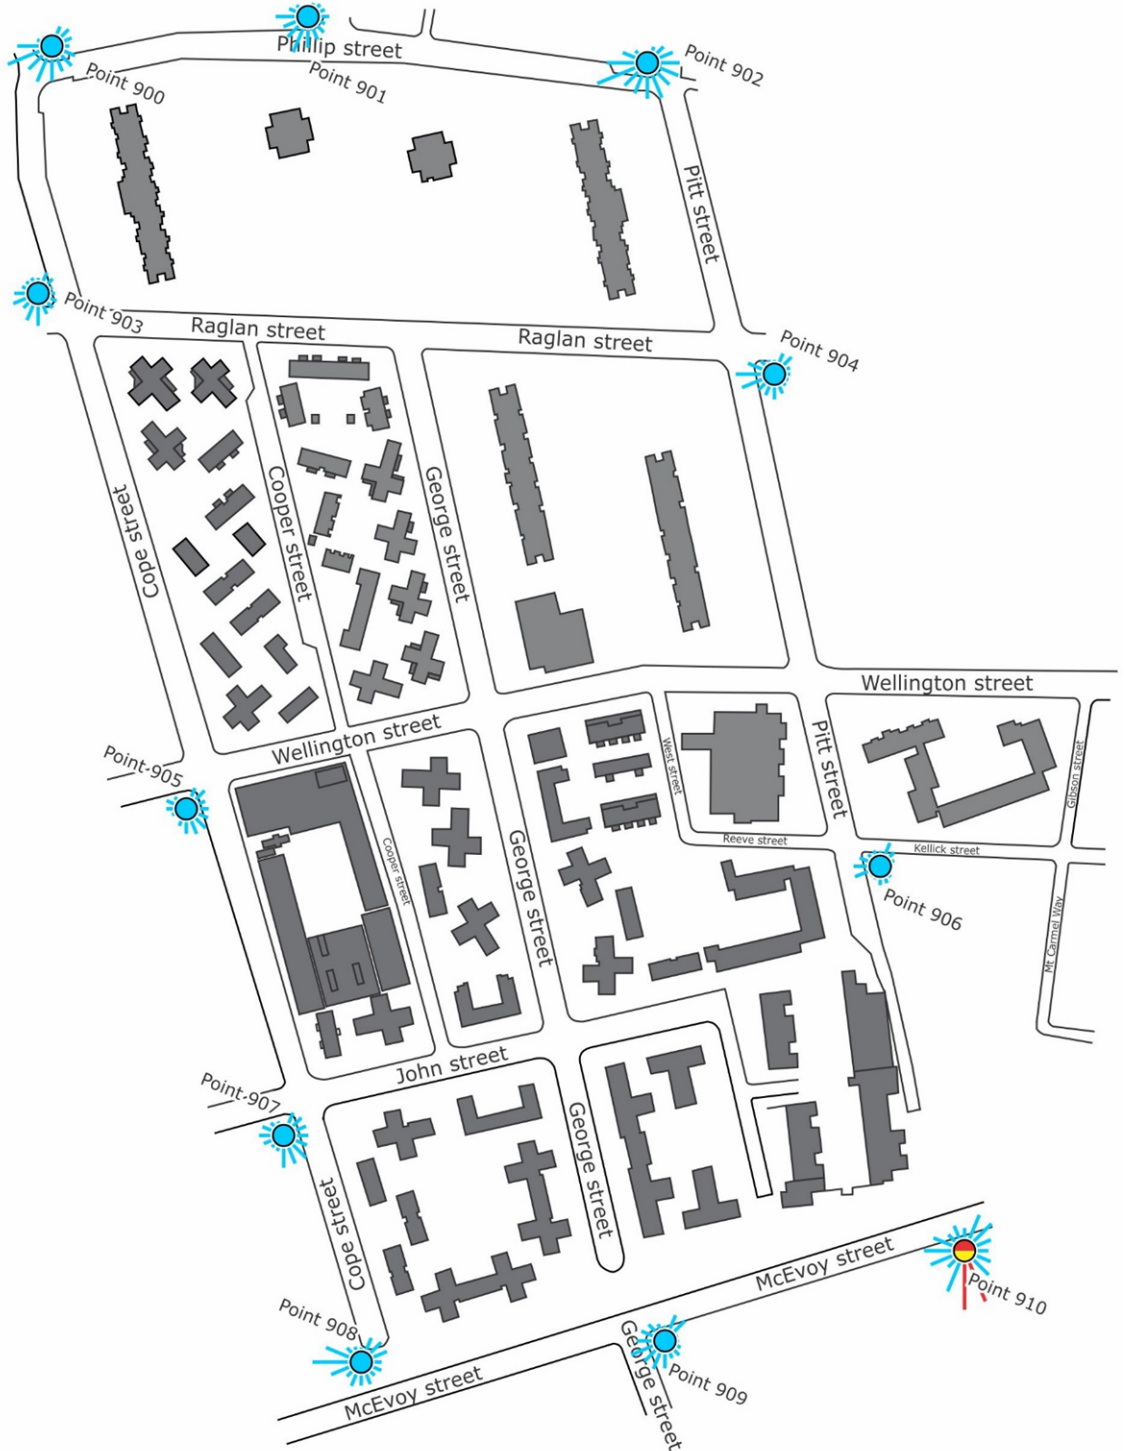 Phillip street
Point 900
Point 901
Point 902
Pitt street
Point 903
Raglan street
Raglan street
Point 904
Cope street
Cooper street
George street
Wellington street
Point-905
Wellington street
West street
Pitt street
Gibson street
Reeve street
Kellick street
Cooper street
George street
Point 906
Mt Carmel Way
John street
Point-907
George street
Cope street
McEvoy street
Point 910
Point 908
George street
Point 909
McEvoy street